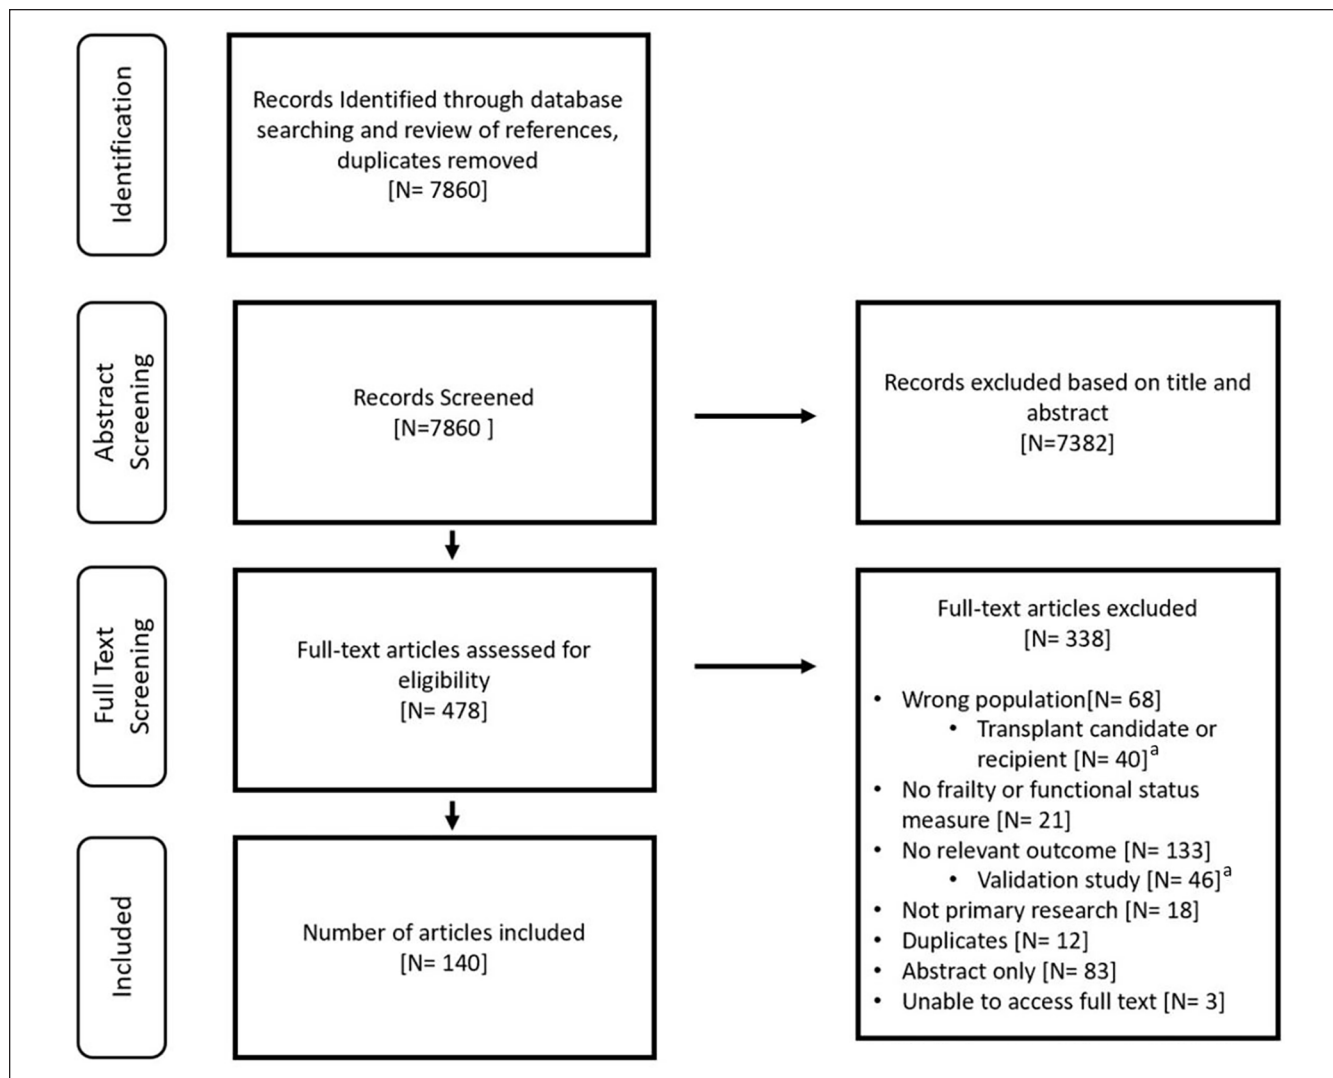 Identification
Records Identified through database
searching and review of references,
duplicates removed
[N= 7860]
Abstract
Screening
Records Screened
[N=7860 ]
Records excluded based on title and
abstract
[N=7382]
Full Text
Screening
Full-text articles assessed for
eligibility
[N= 478]
Full-text articles excluded
[N= 338]
• Wrong population[N= 68]
• Transplant candidate or
recipient [N= 40]a
• No frailty or functional status
measure [N= 21]
• No relevant outcome [N= 133]
• Validation study [N= 46]a
• Not primary research [N= 18]
• Duplicates [N= 12]
• Abstract only [N= 83]
• Unable to access full text [N= 3]
Included
Number of articles included
[N= 140]